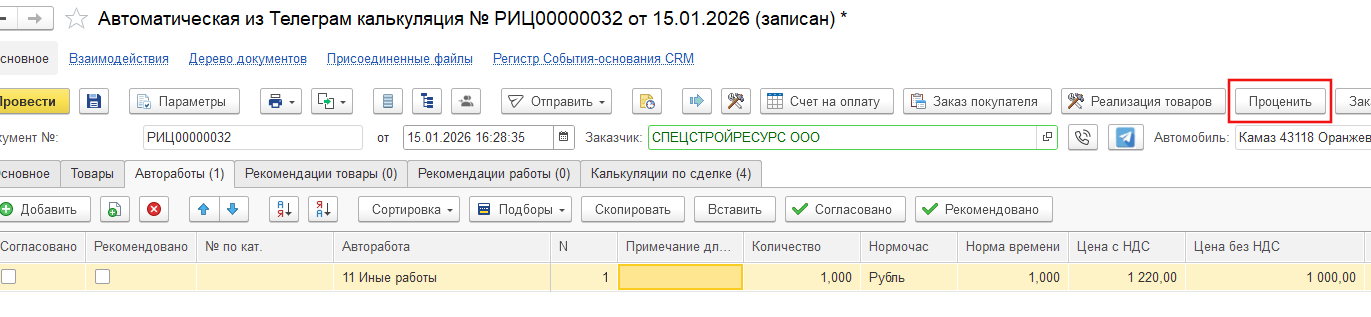 Автоматическая из Телеграм калькуляция № РИЦ00000032 от 15.01.2026 (записан) *
сновное Взаимодействия Дерево документов Присоединенные файлы Регистр События-основания CRM
Провести Параметры Отправить Счет на оплату Заказ покупателя Реализация товаров Проценить Зак
кумент №: РИЦ00000032 от 15.01.2026 16:28:35 Заказчик: СПЕЦСТРОЙРЕСУРС ООО Автомобиль: Камаз 43118 Оранжев
сновное Товары Автоработы (1) Рекомендации товары (0) Рекомендации работы (0) Калькуляции по сделке (4)
Добавить Сортировка Подборы Скопировать Вставить Согласовано Рекомендовано
Согласовано Рекомендовано № по кат. Авторабота N Примечание дл... Количество Нормочас Норма времени Цена с НДС Цена без НДС
11 Иные работы 1 1,000 Рубль 1,000 1 220,00 1 000,00